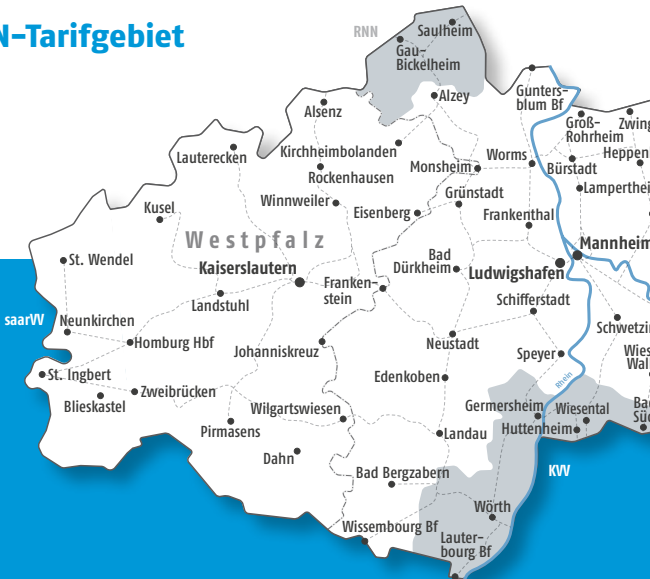 N-Tarifgebiet
RNN
Saulheim
Gau-
Bickelheim
Alzey
Gunters-
blum Bf
Alsenz
Groß-
Rohrheim
Zwing
Lauterecken
Kirchheimbolanden
Rockenhausen
Monsheim
Worms
Bürstadt
Heppen
Lampertheim
Kusel
Winnweiler
Eisenberg
Grünstadt
Frankenthal
Westpfalz
Mannheim
St. Wendel
Kaiserslautern
Bad
Dürkheim
Ludwigshafen
Franken-
stein
Landstuhl
Schifferstadt
saarVV
Neunkirchen
Homburg Hbf
Johanniskreuz
Neustadt
Schwetzi
Speyer
Wies
Wal
St. Ingbert
Edenkoben
Rhein
Zweibrücken
Blieskastel
Wilgartswiesen
Germersheim
Wiesental
Ba
Süd
Pirmasens
Huttenheim
Landau
Dahn
Bad Bergzabern
KVV
Wörth
Wissembourg Bf
Lauter-
bourg Bf